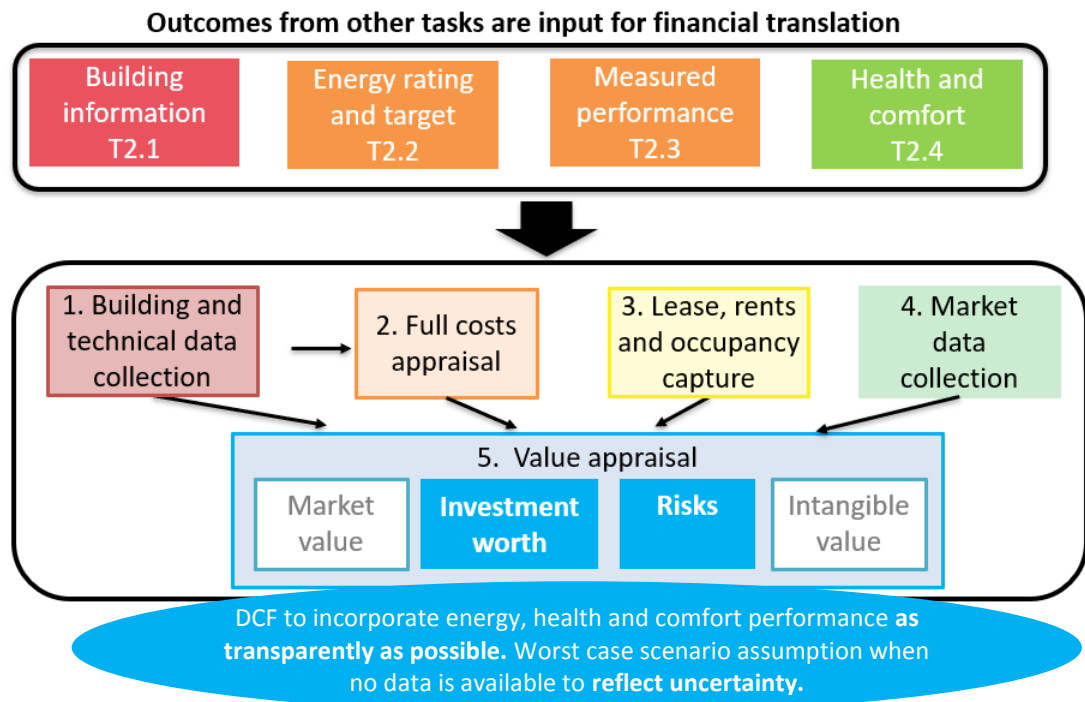 Outcomes from other tasks are input for financial translation
Building
information
T2.1
Energy rating
and target
T2.2
Measured
performance
T2.3
Health and
comfort
T2.4
1. Building and
technical data
collection
2. Full costs
appraisal
3. Lease, rents
and occupancy
capture
4. Market
data
collection
5. Value appraisal
Market
value
Investment
worth
Risks
Intangible
value
DCF to incorporate energy, health and comfort performance as
transparently as possible. Worst case scenario assumption when
no data is available to reflect uncertainty.